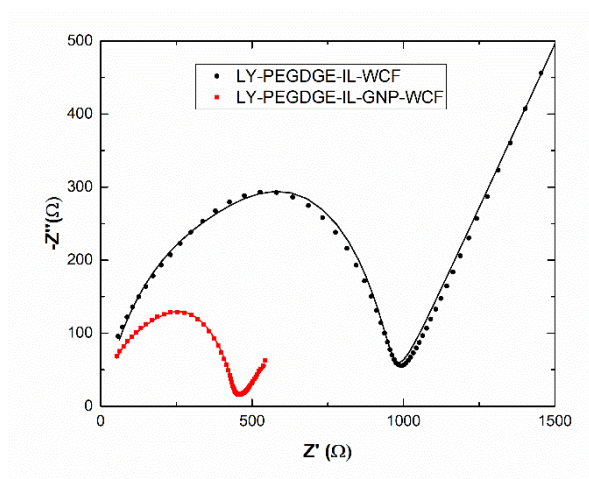 500
LY-PEGDGE-IL-WCF
LY-PEGDGE-IL-GNP-WCF
400
300
-Z''(Ω)
200
100
0
0 500 1000 1500
Z' (Ω)